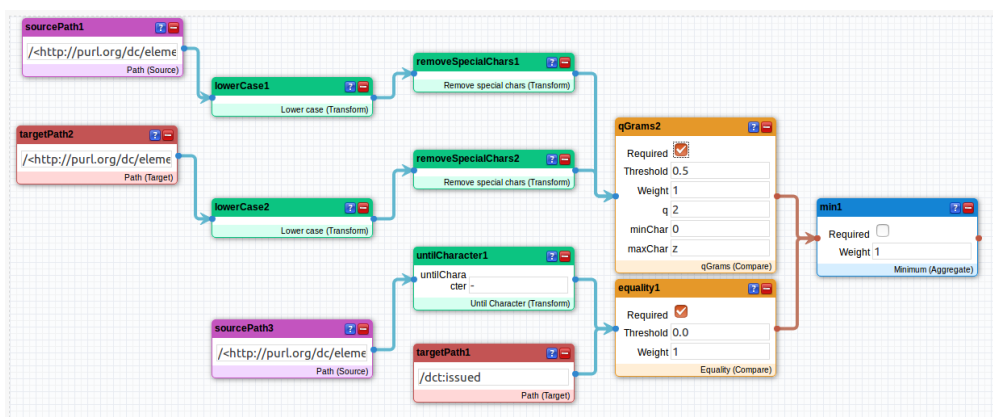 sourcePath1
/<http://purl.org/dc/eleme
Path (Source)
lowerCase1
Lower case (Transform)
removeSpecialChars1
Remove special chars (Transform)
targetPath2
/<http://purl.org/dc/eleme
Path (Target)
lowerCase2
Lower case (Transform)
removeSpecialChars2
Remove special chars (Transform)
qGrams2
Required
Threshold 0.5
Weight 1
q 2
minChar 0
maxChar z
qGrams (Compare)
min1
Required
Weight 1
Minimum (Aggregate)
untilCharacter1
untilChara
cter -
Until Character (Transform)
sourcePath3
/<http://purl.org/dc/eleme
Path (Source)
targetPath1
/dct:issued
Path (Target)
equality1
Required
Threshold 0.0
Weight 1
Equality (Compare)